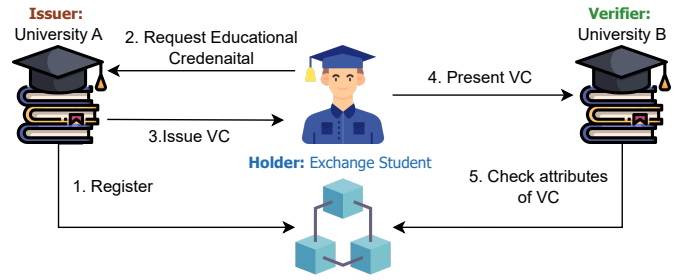 Issuer:
University A
2. Request Educational
Credenaital
Verifier:
University B
4. Present VC
3.Issue VC
Holder: Exchange Student
1. Register
5. Check attributes
of VC